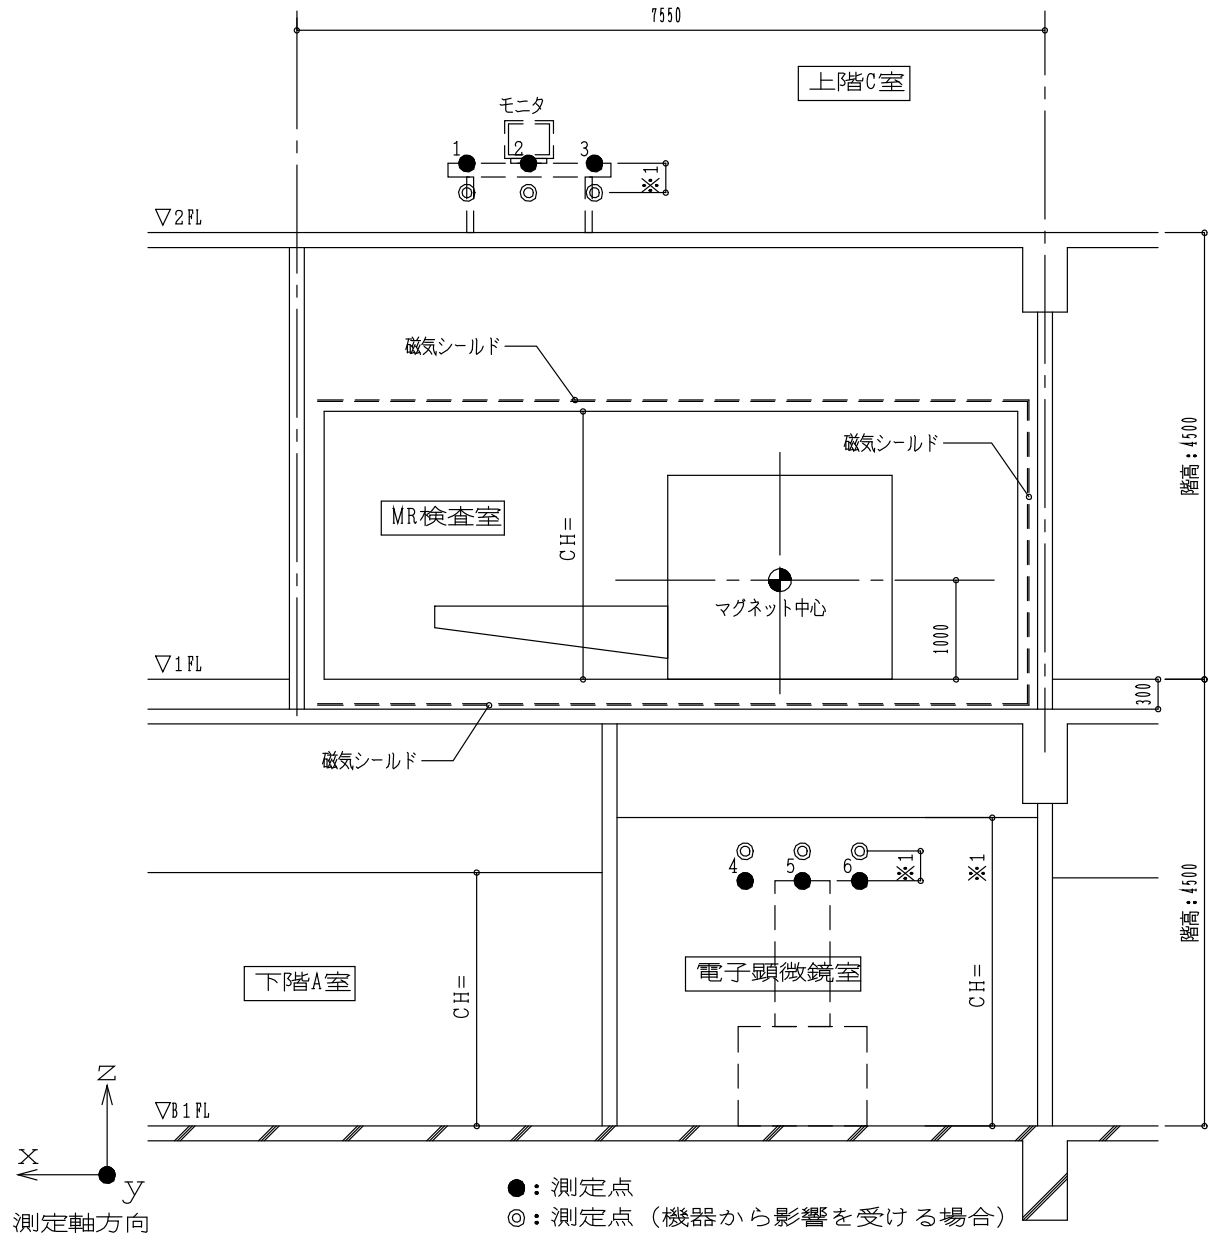 7550
上階C室
モニタ
1
2
3
※1
▽2FL
磁気シールド
磁気シールド
階高：4500
MR検査室
CH=
マグネット中心
1000
▽1FL
300
磁気シールド
4
5
6
※1
※1
階高：4500
下階A室
CH=
電子顕微鏡室
CH=
z
▽B1FL
x
y
●：測定点
測定軸方向
◎：測定点（機器から影響を受ける場合）